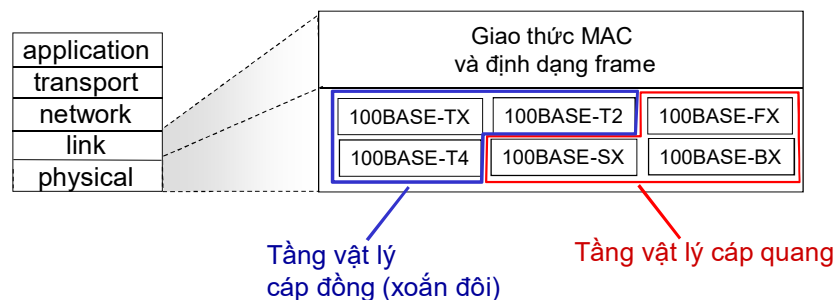 application
transport
network
link
physical
Giao thức MAC
và định dạng frame
100BASE-TX 100BASE-T2 100BASE-FX
100BASE-T4 100BASE-SX 100BASE-BX
Tầng vật lý
cáp đồng (xoắn đôi)
Tầng vật lý cáp quang